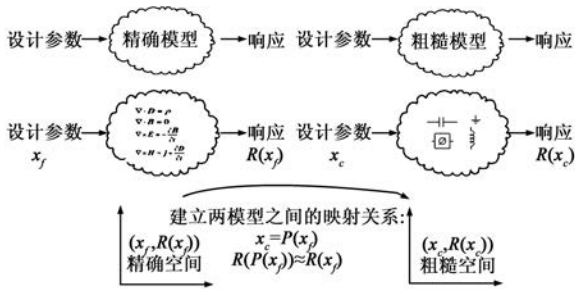 设计参数 精确模型 响应 设计参数 粗糙模型 响应
∇·D=ρ
∇·B=0
∇×E=-∂B/∂t
∇×H=j+∂D/∂t
设计参数 响应 设计参数 响应
x_f R(x_f) x_c R(x_c)
建立两模型之间的映射关系:
x_c=P(x_f)
R(P(x_f))≈R(x_f)
(x_f,R(x_f))
精确空间
(x_c,R(x_c))
粗糙空间